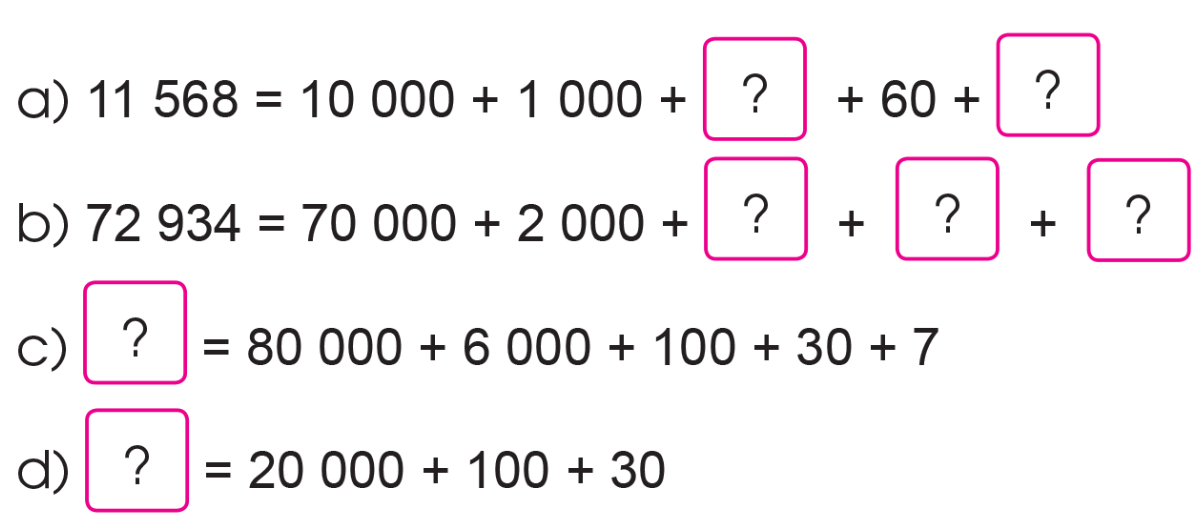 a) 11 568 = 10 000 + 1 000 + ? + 60 + ?
b) 72 934 = 70 000 + 2 000 + ? + ? + ?
c) ? = 80 000 + 6 000 + 100 + 30 + 7
d) ? = 20 000 + 100 + 30